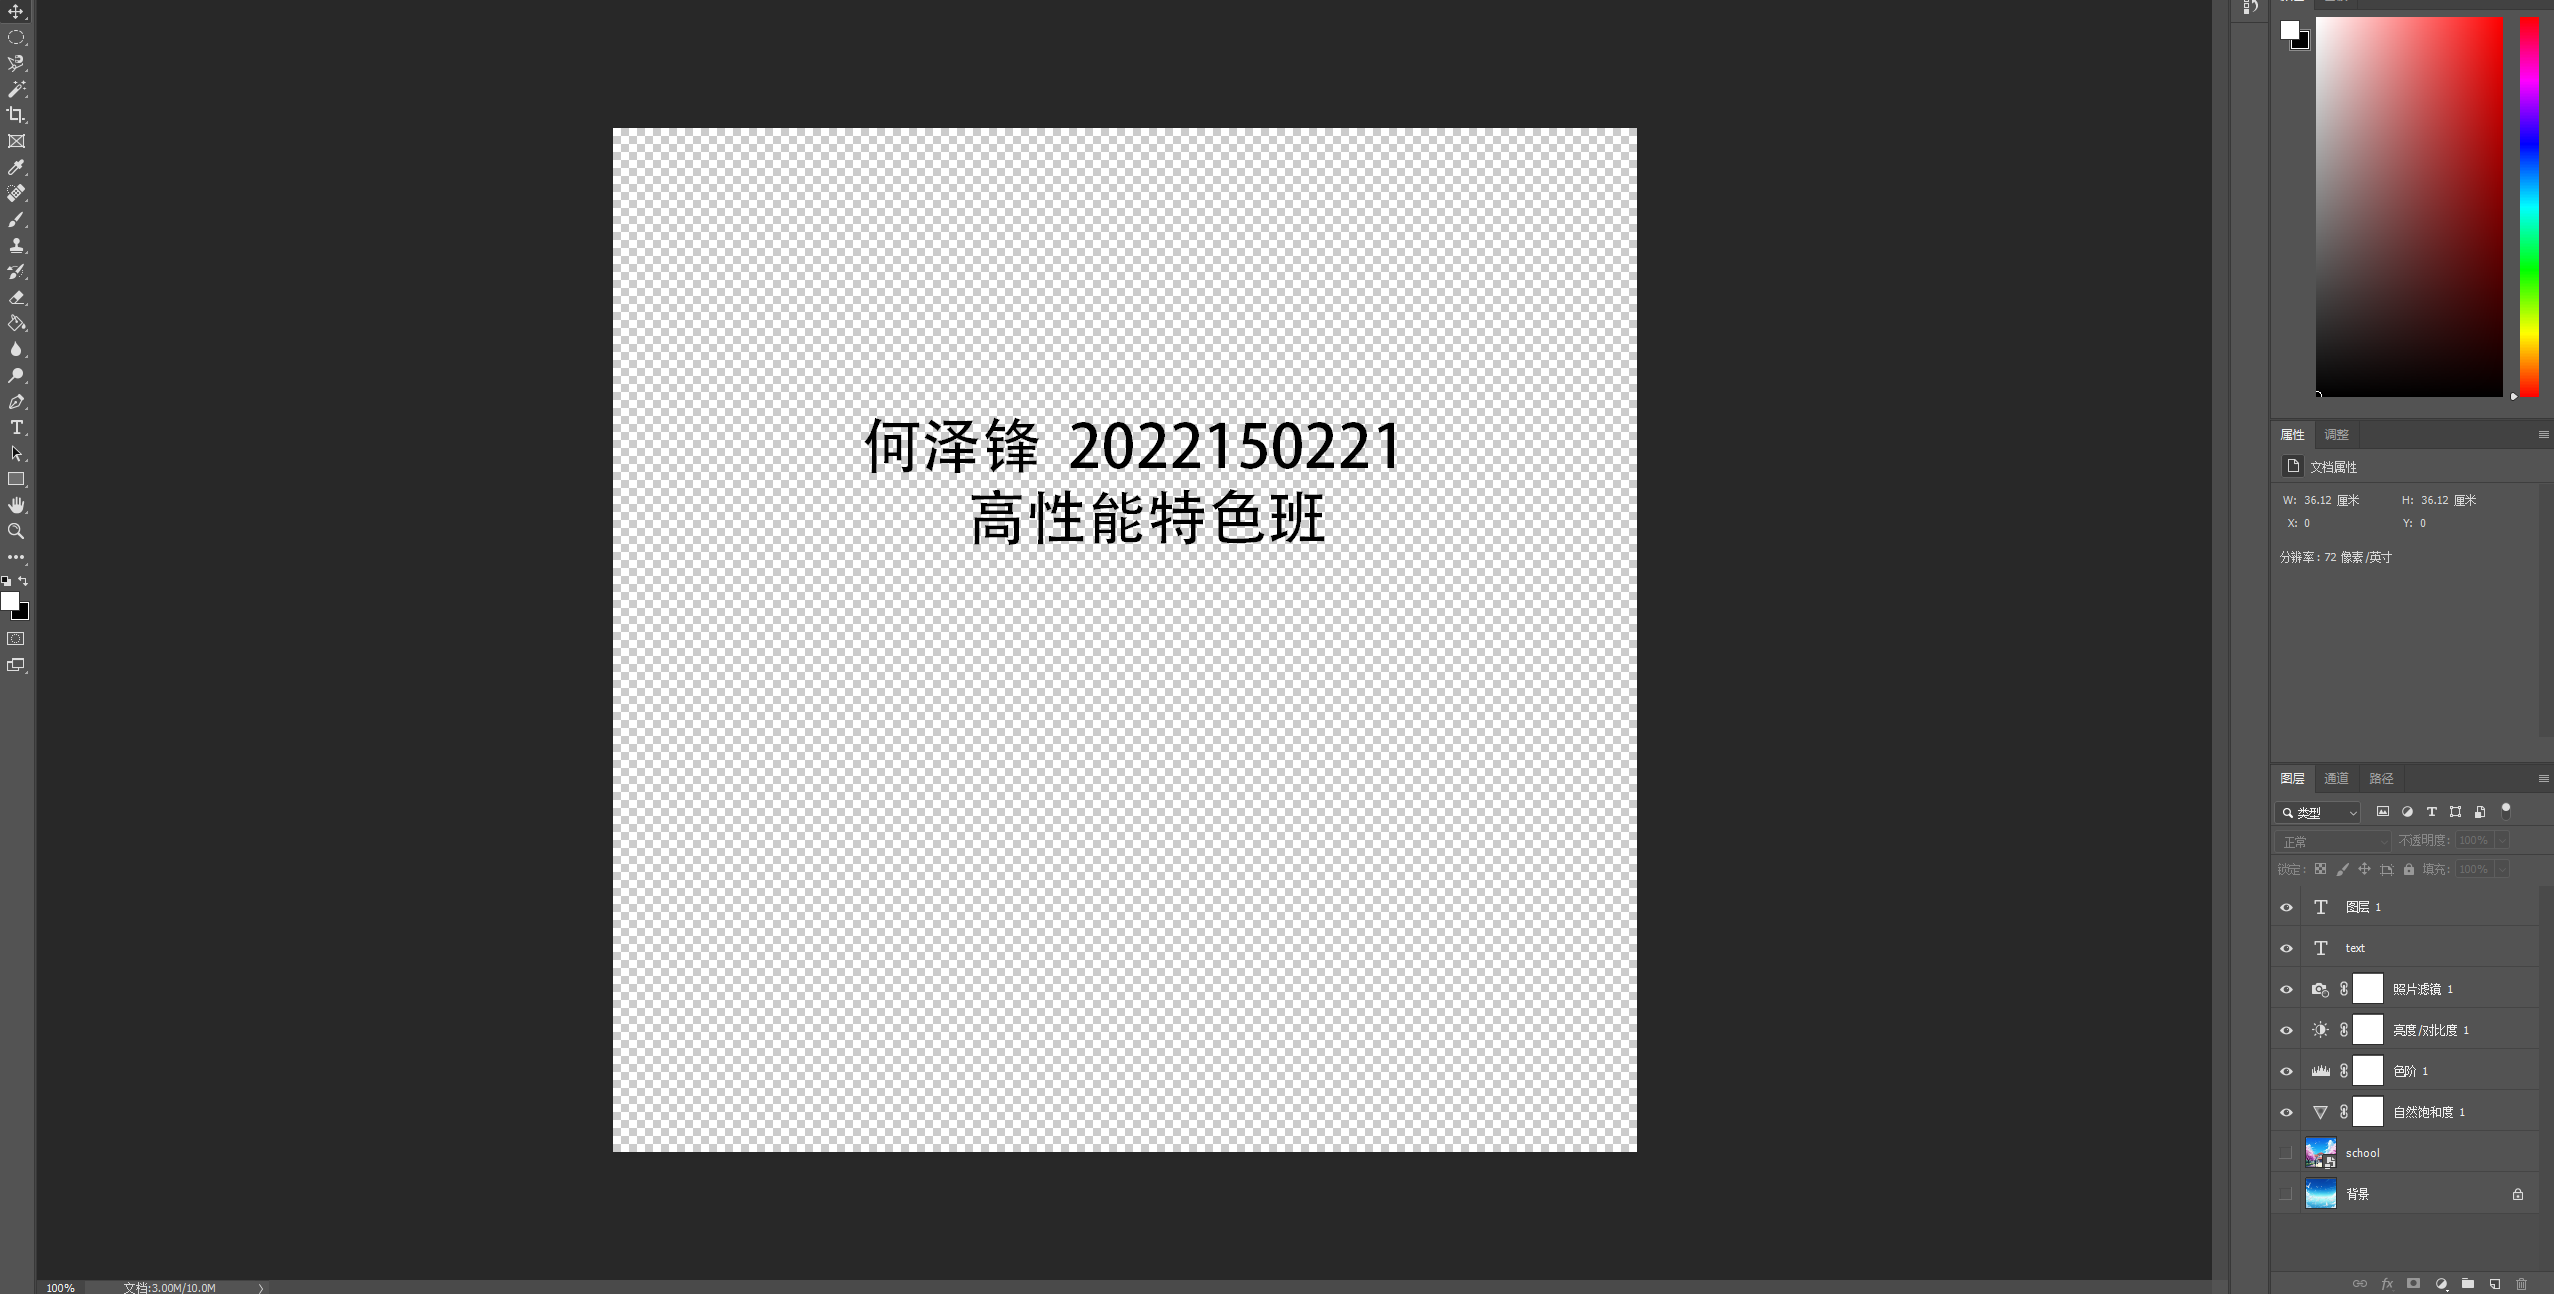 何泽锋 2022150221
高性能特色班
属性 调整
文档属性
W: 36.12 厘米 H: 36.12 厘米
X: 0 Y: 0
分辨率: 72 像素/英寸
图层 通道 路径
类型
正常 不透明度: 100%
锁定: 填充: 100%
图层 1
text
照片滤镜 1
亮度/对比度 1
色阶 1
自然饱和度 1
school
背景
fx
100% 文档:3.00M/10.0M